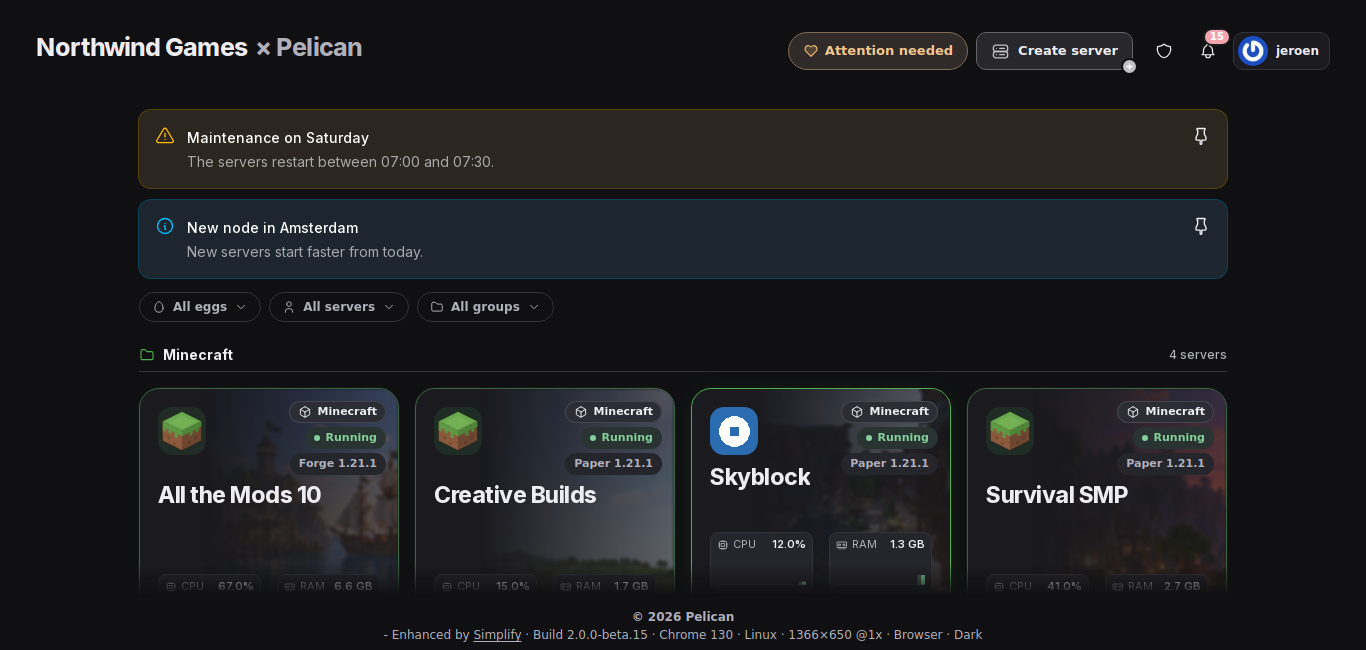 Northwind Games × Pelican
Attention needed
Create server
15
jeroen
Maintenance on Saturday
The servers restart between 07:00 and 07:30.
New node in Amsterdam
New servers start faster from today.
All eggs
All servers
All groups
Minecraft
4 servers
Minecraft
Running
Forge 1.21.1
All the Mods 10
CPU 67.0%
RAM 6.6 GB
Minecraft
Running
Paper 1.21.1
Creative Builds
CPU 15.0%
RAM 1.7 GB
Minecraft
Running
Paper 1.21.1
Skyblock
CPU 12.0%
RAM 1.3 GB
Minecraft
Running
Paper 1.21.1
Survival SMP
CPU 41.0%
RAM 2.7 GB
© 2026 Pelican
- Enhanced by Simplify · Build 2.0.0-beta.15 · Chrome 130 · Linux · 1366×650 @1x · Browser · Dark